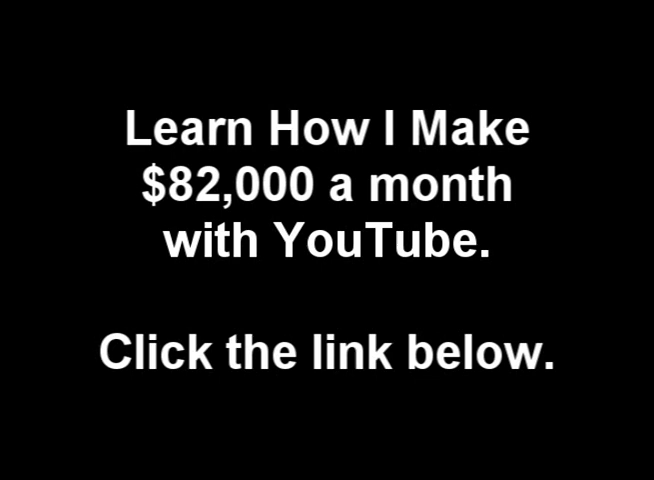 Learn How I Make
$82,000 a month
with YouTube.
Click the link below.